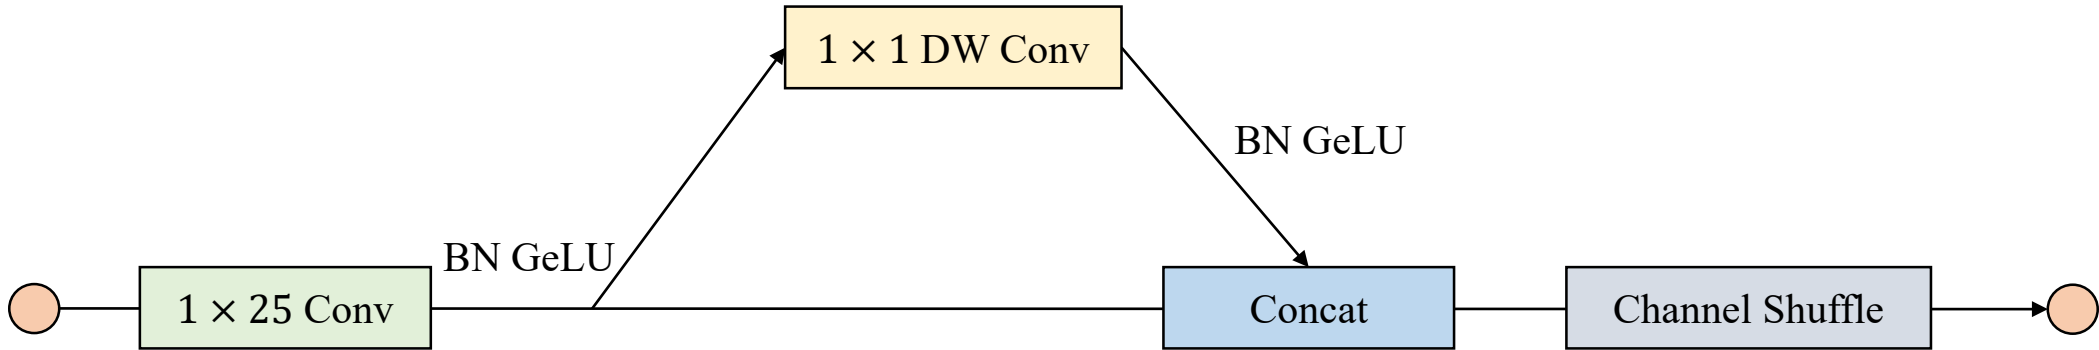 1 × 1 DW Conv
BN GeLU
BN GeLU
1 × 25 Conv
Concat
Channel Shuffle